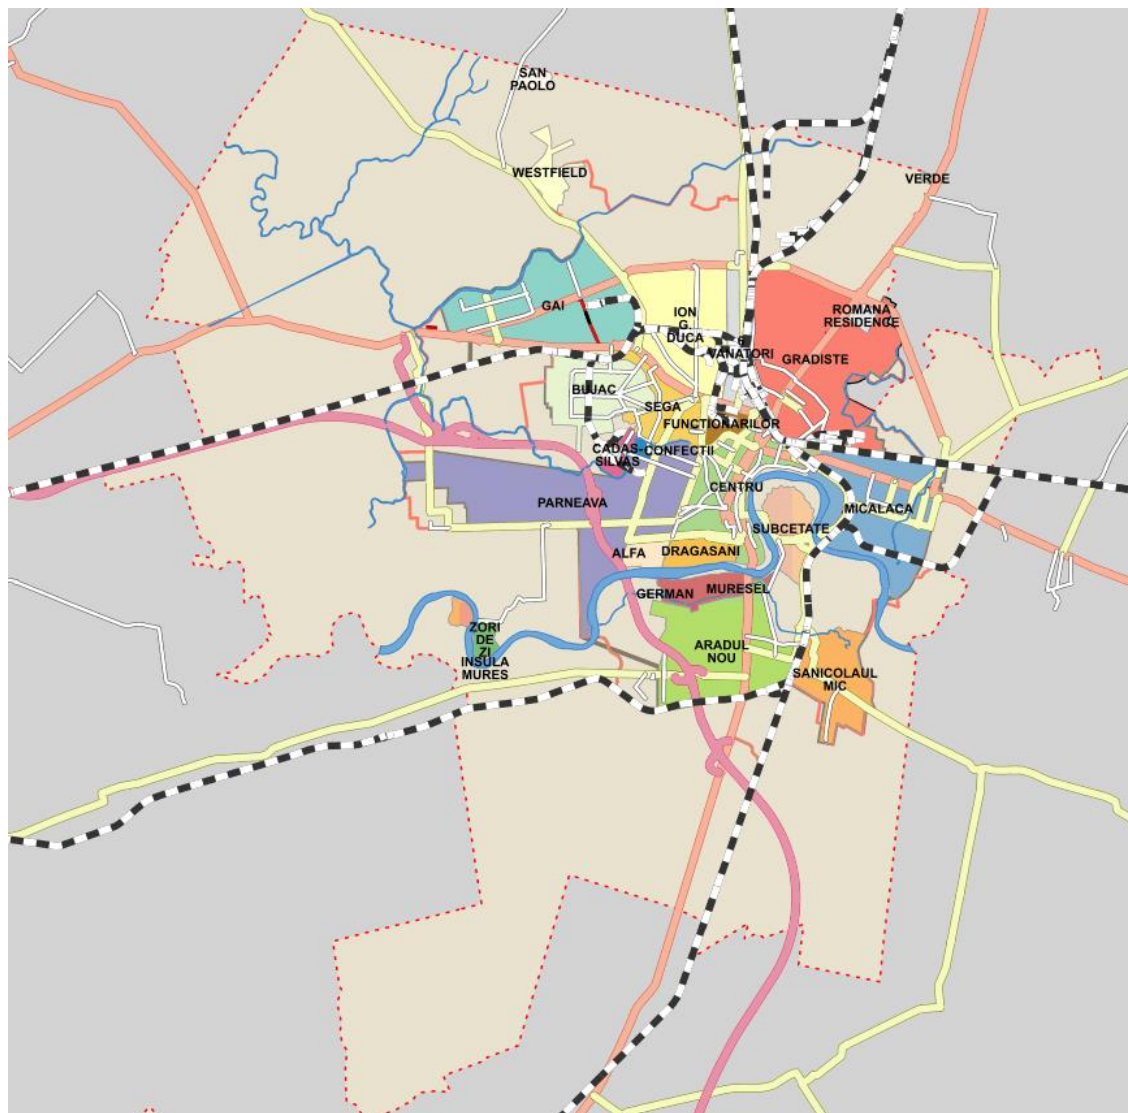 SAN
PAOLO
WESTFIELD
VERDE
GAI
ION
G.
DUCA
ROMANA
RESIDENCE
6
VANATORI
GRADISTE
BUJAC
SEGA
FUNCTIONARILOR
CADAS-
SILVAS
CONFECTII
CENTRU
PARNEAVA
MICALACA
SUBCETATE
ALFA
DRAGASANI
GERMAN
MURESEL
ZORI
DE
ZI
INSULA
MURES
ARADUL
NOU
SANICOLAUL
MIC